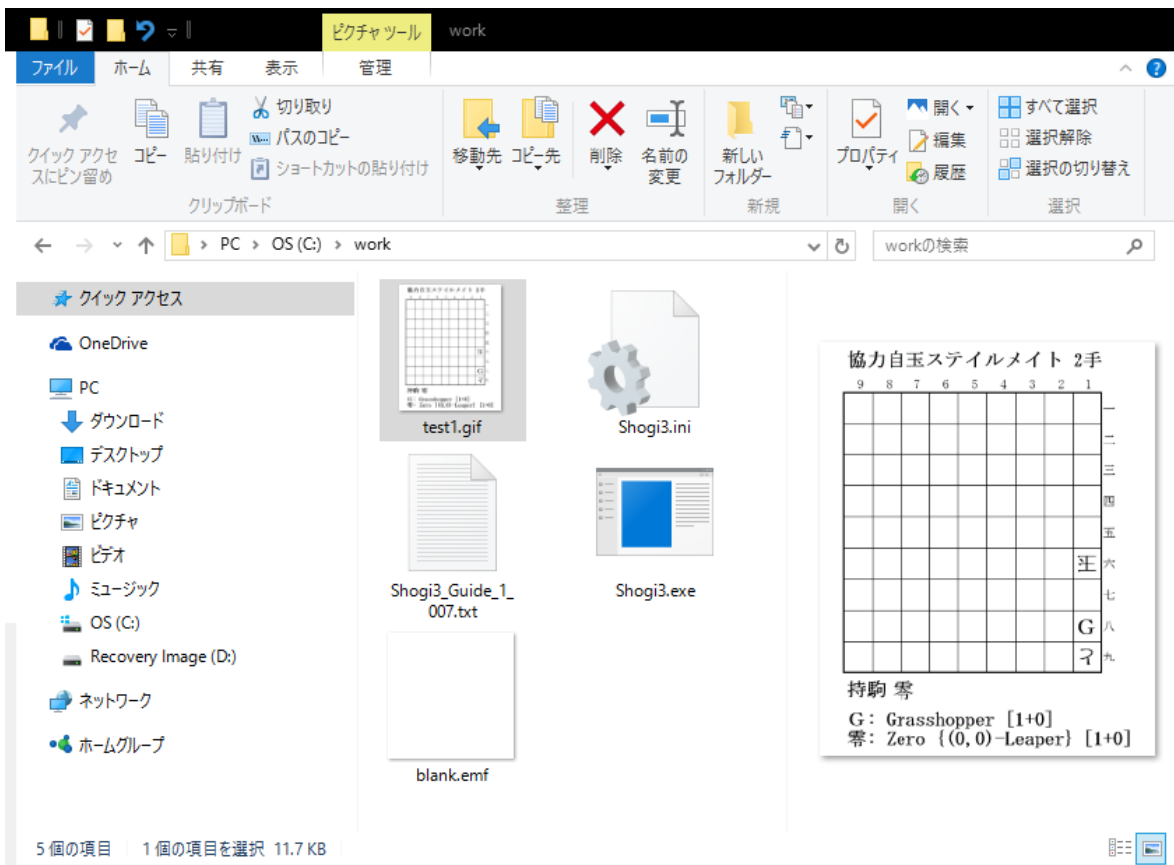 ピクチャ ツール work
ファイル ホーム 共有 表示 管理
クイック アクセスにピン留め
コピー
貼り付け
切り取り
パスのコピー
ショートカットの貼り付け
クリップボード
移動先
コピー先
削除
名前の変更
整理
新しいフォルダー
新規
プロパティ
開く
編集
履歴
開く
すべて選択
選択解除
選択の切り替え
選択
PC OS (C:) work
workの検索
クイック アクセス
OneDrive
PC
ダウンロード
デスクトップ
ドキュメント
ピクチャ
ビデオ
ミュージック
OS (C:)
Recovery Image (D:)
ネットワーク
ホームグループ
test1.gif
Shogi3.ini
Shogi3_Guide_1_
007.txt
Shogi3.exe
blank.emf
協力自玉ステイルメイト 2手
9 8 7 6 5 4 3 2 1
一
二
三
四
五
六
七
G 八
九
持駒 零
G: Grasshopper [1+0]
零: Zero {(0,0)-Leaper} [1+0]
5 個の項目 1 個の項目を選択 11.7 KB